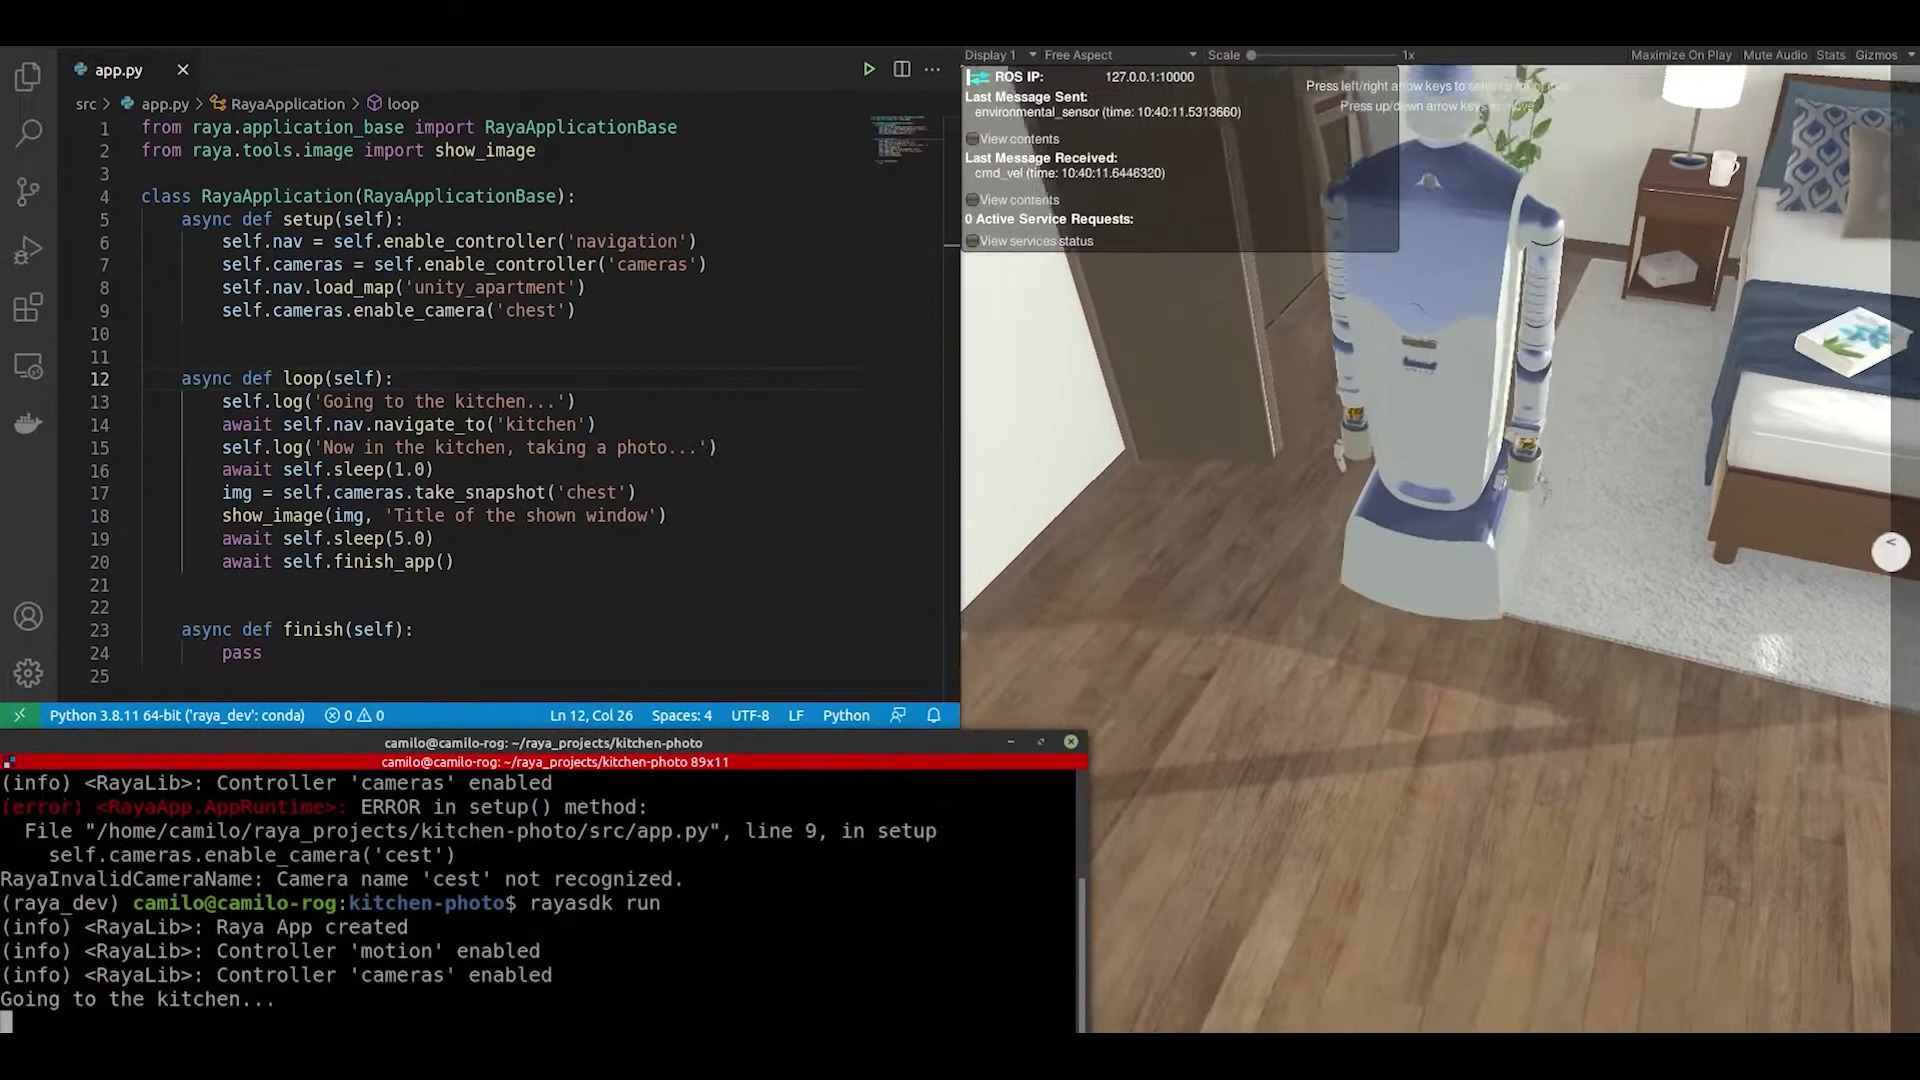 app.py
src > app.py > RayaApplication > loop
1 from raya.application_base import RayaApplicationBase
2 from raya.tools.image import show_image
3
4 class RayaApplication(RayaApplicationBase):
5 async def setup(self):
6 self.nav = self.enable_controller('navigation')
7 self.cameras = self.enable_controller('cameras')
8 self.nav.load_map('unity_apartment')
9 self.cameras.enable_camera('chest')
10
11
12 async def loop(self):
13 self.log('Going to the kitchen...')
14 await self.nav.navigate_to('kitchen')
15 self.log('Now in the kitchen, taking a photo...')
16 await self.sleep(1.0)
17 img = self.cameras.take_snapshot('chest')
18 show_image(img, 'Title of the shown window')
19 await self.sleep(5.0)
20 await self.finish_app()
21
22
23 async def finish(self):
24 pass
25
Python 3.8.11 64-bit ('raya_dev': conda) 0 0 Ln 12, Col 26 Spaces: 4 UTF-8 LF Python
camilo@camilo-rog: ~/raya_projects/kitchen-photo
camilo@camilo-rog: ~/raya_projects/kitchen-photo 89x11
(info) <RayaLib>: Controller 'cameras' enabled
(error) <RayaApp.AppRuntime>: ERROR in setup() method:
File "/home/camilo/raya_projects/kitchen-photo/src/app.py", line 9, in setup
self.cameras.enable_camera('cest')
RayaInvalidCameraName: Camera name 'cest' not recognized.
(raya_dev) camilo@camilo-rog:kitchen-photo$ rayasdk run
(info) <RayaLib>: Raya App created
(info) <RayaLib>: Controller 'motion' enabled
(info) <RayaLib>: Controller 'cameras' enabled
Going to the kitchen...
Display 1 Free Aspect Scale 1x Maximize On Play Mute Audio Stats Gizmos
ROS IP: 127.0.0.1:10000
Last Message Sent:
environmental_sensor (time: 10:40:11.5313660)
View contents
Last Message Received:
cmd_vel (time: 10:40:11.6446320)
View contents
0 Active Service Requests:
View services status
Press left/right arrow keys to
Press up/down arrow keys